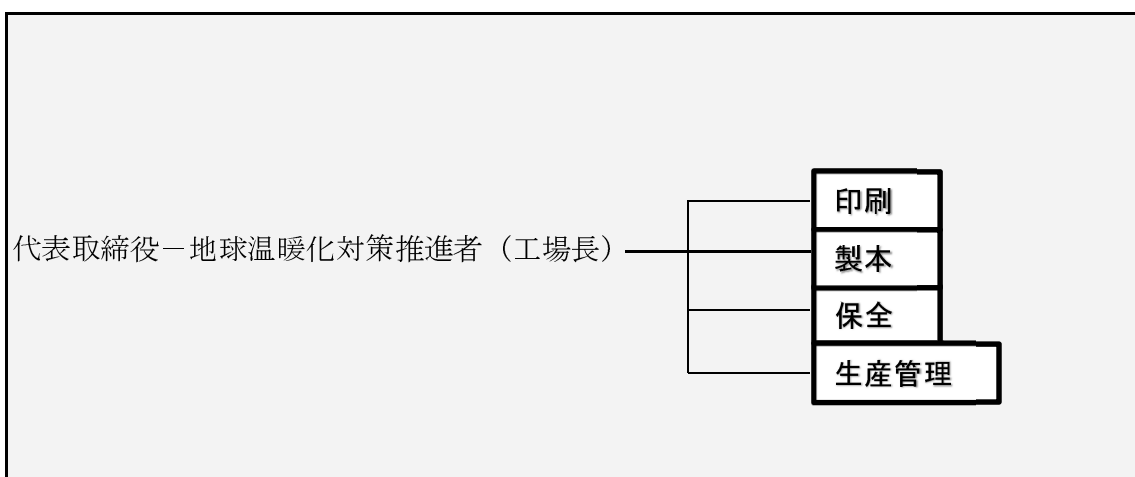 印刷
代表取締役－地球温暖化対策推進者（工場長）
製本
保全
生産管理